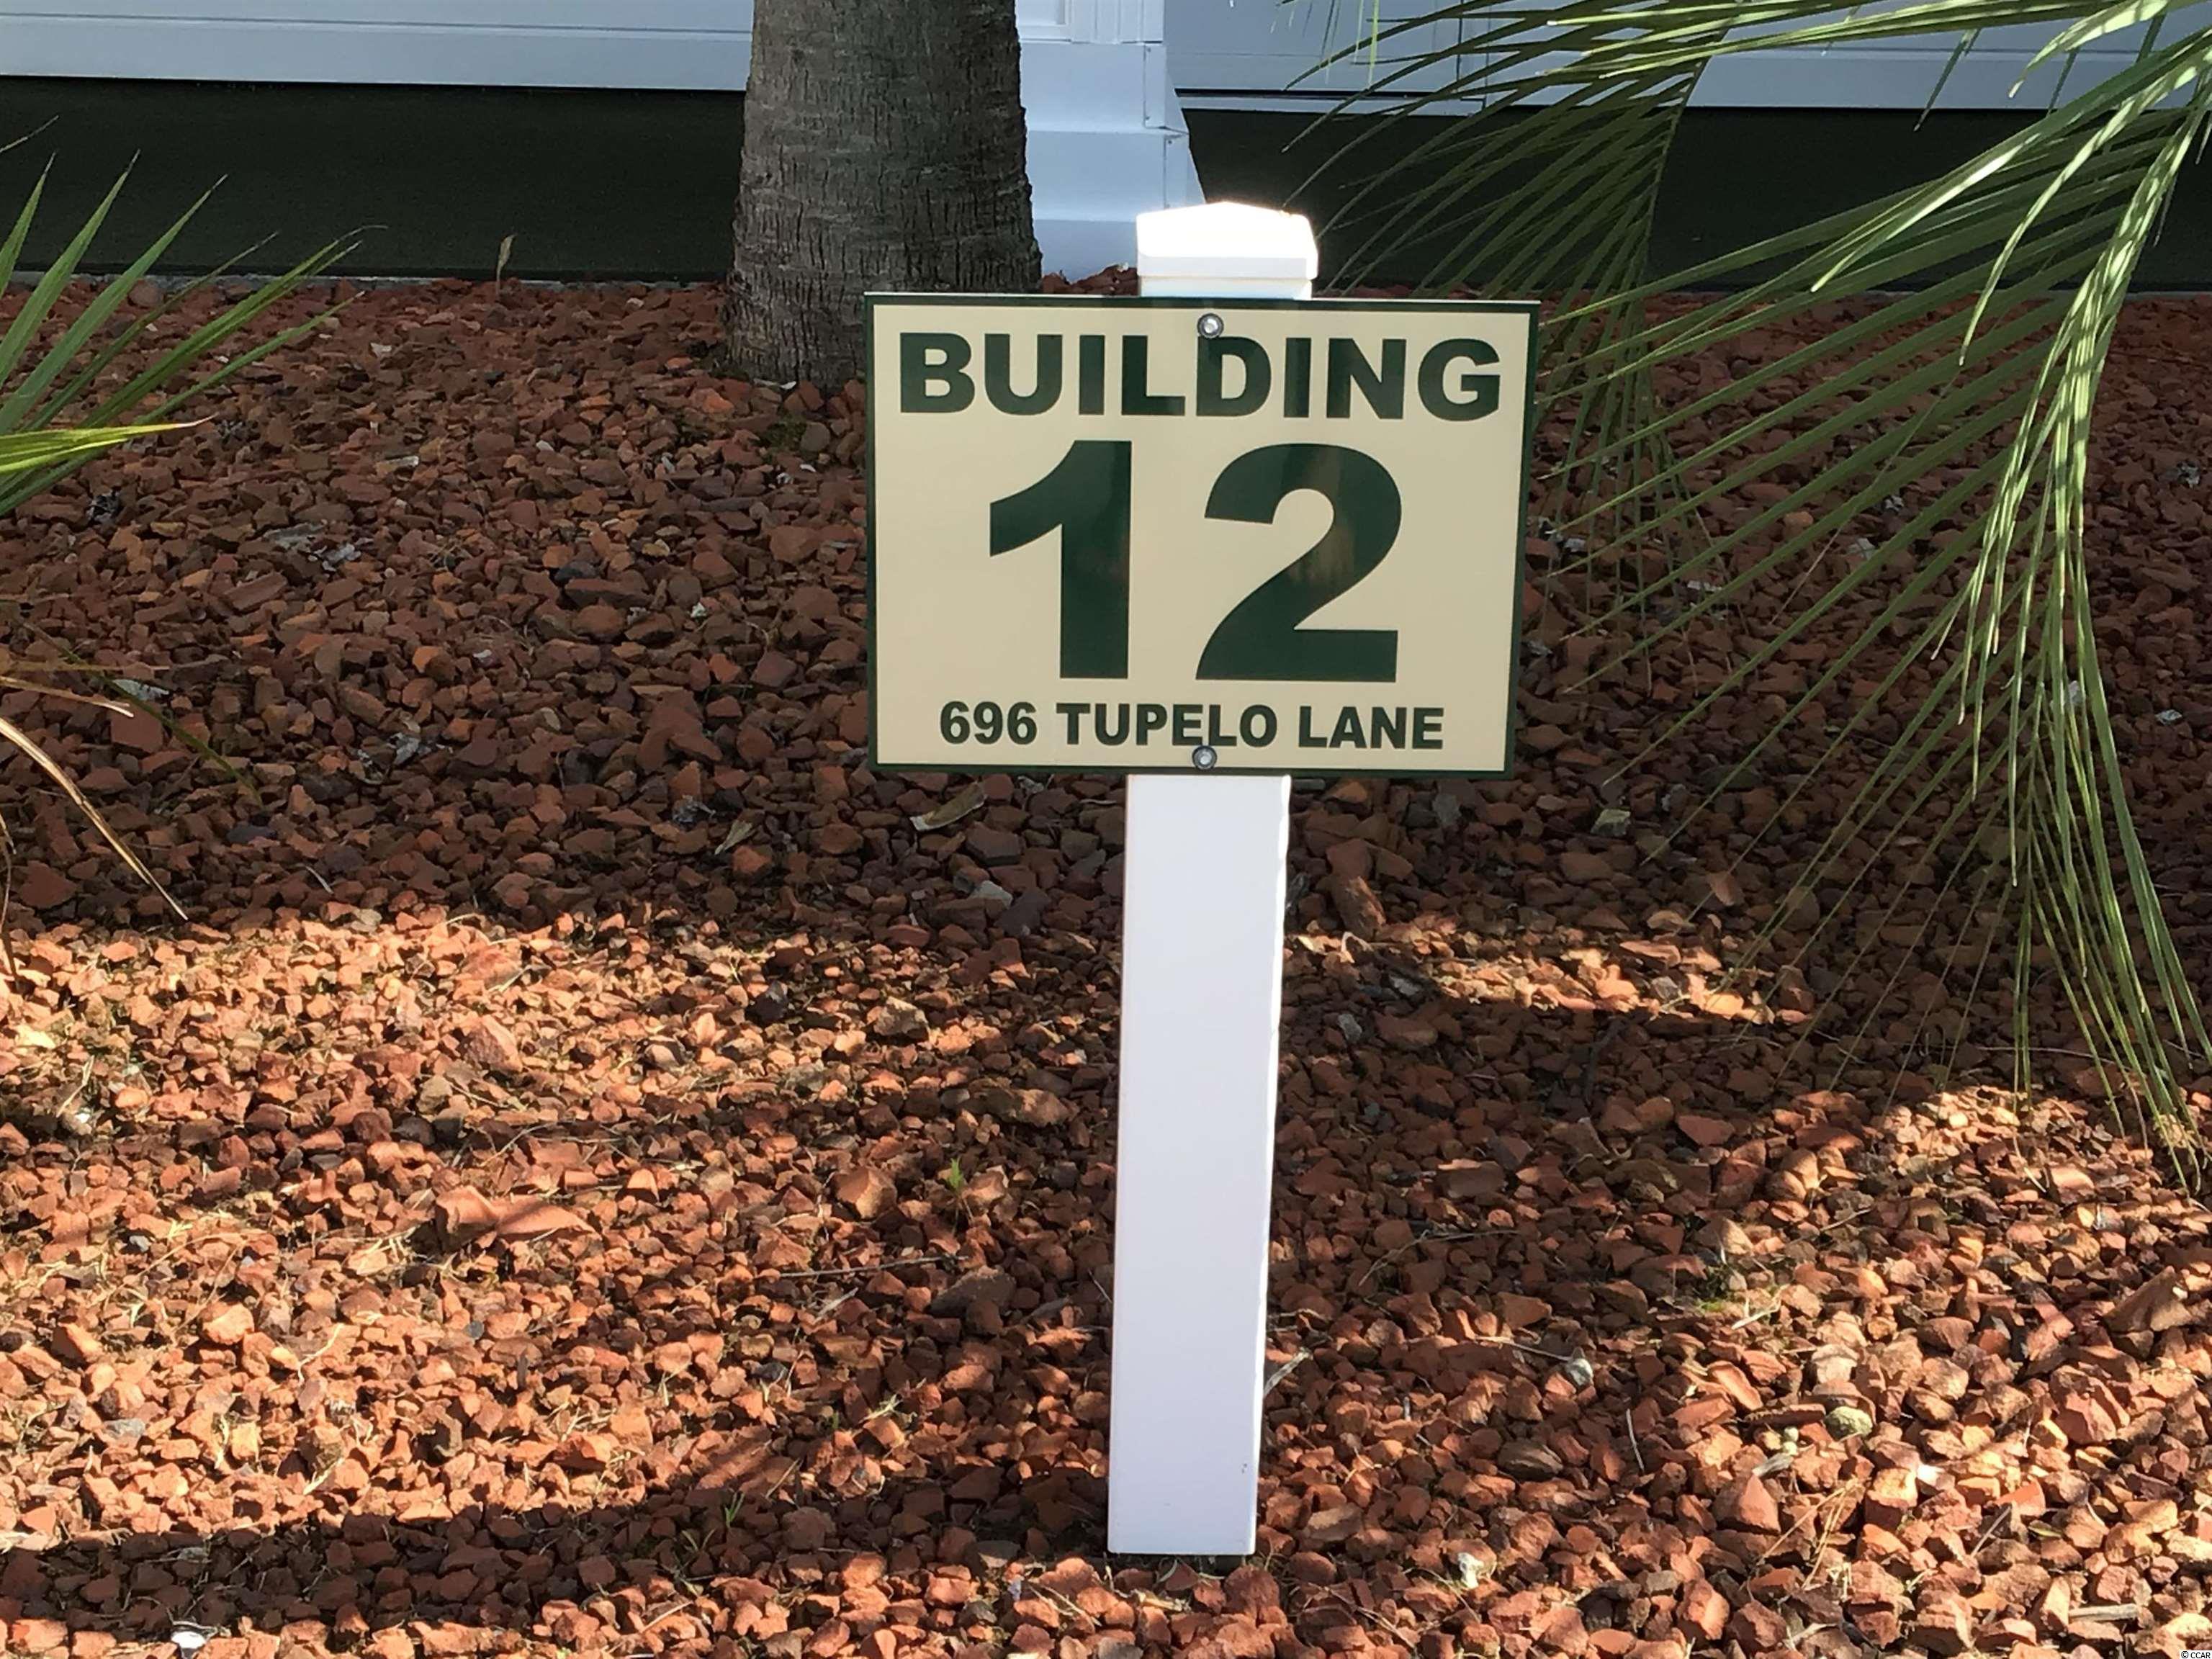 BUILDING
12
696 TUPELO LANE
© CCAR